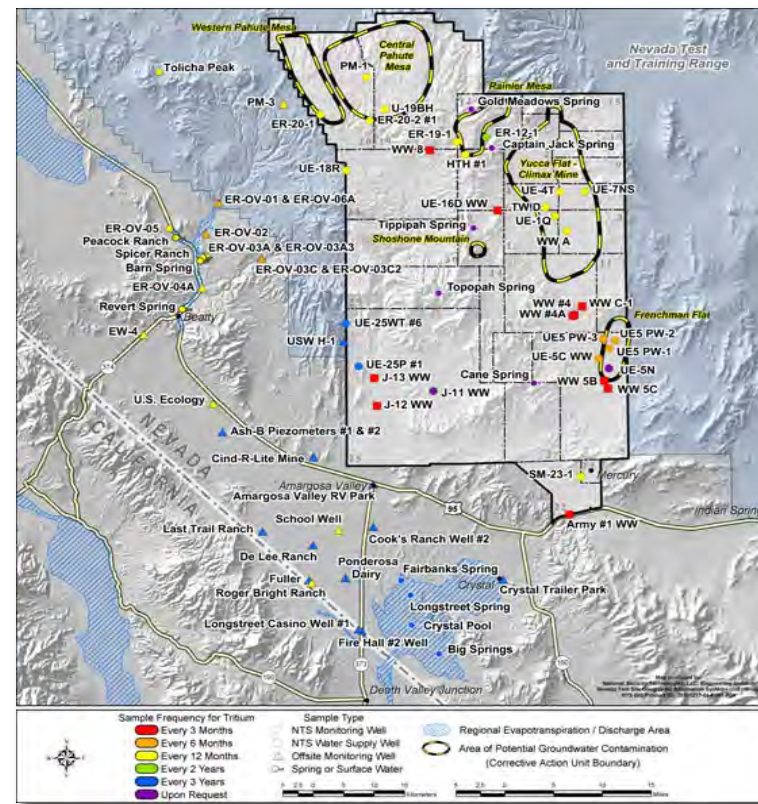 Western Pahute Mesa
Central
Pahute
Mesa
Nevada Test
and Training Range
Tolicha Peak
PM-1
Rainier Mesa
PM-3
U-19BH
Gold Meadows Spring
ER-20-1
ER-20-2 #1
ER-19-1
ER-12-1
WW 8
Captain Jack Spring
HTH #1
UE-18R
Yucca Flat -
Climax Mine
UE-4T
UE-7NS
ER-OV-01 & ER-OV-06A
UE-16D WW
TWID
UE-1Q
ER-OV-05
ER-OV-02
Tippipah Spring
WW A
Peacock Ranch
ER-OV-03A & ER-OV-03A3
Shoshone Mountain
Spicer Ranch
Barn Spring
ER-OV-03C & ER-OV-03C2
ER-OV-04A
Topopah Spring
Revert Spring
WW #4
WW C-1
Beatty
WW #4A
Frenchman Flat
UE-25WT #6
EW-4
USW H-1
UE5 PW-3
UE5 PW-2
UE5 PW-1
UE-5C WW
UE-25P #1
UE-5N
374
J-13 WW
Cane Spring
WW 5B
J-11 WW
WW 5C
U.S. Ecology
J-12 WW
NEVADA
CALIFORNIA
Ash-B Piezometers #1 & #2
Cind-R-Lite Mine
SM-23-1
Mercury
Amargosa Valley
Amargosa Valley RV Park
95
Indian Spring
School Well
Army #1 WW
Last Trail Ranch
Cook's Ranch Well #2
De Lee Ranch
Ponderosa
Dairy
Fairbanks Spring
Fuller
Crystal
Crystal Trailer Park
Roger Bright Ranch
Longstreet Spring
Longstreet Casino Well #1
Crystal Pool
Fire Hall #2 Well
Big Springs
373
160
190
Death Valley Junction
Sample Frequency for Tritium
Every 3 Months
Every 6 Months
Every 12 Months
Every 2 Years
Every 3 Years
Upon Request
Sample Type
NTS Monitoring Well
NTS Water Supply Well
Offsite Monitoring Well
Spring or Surface Water
Regional Evapotranspiration / Discharge Area
Area of Potential Groundwater Contamination
(Corrective Action Unit Boundary)
Kilometers
Miles